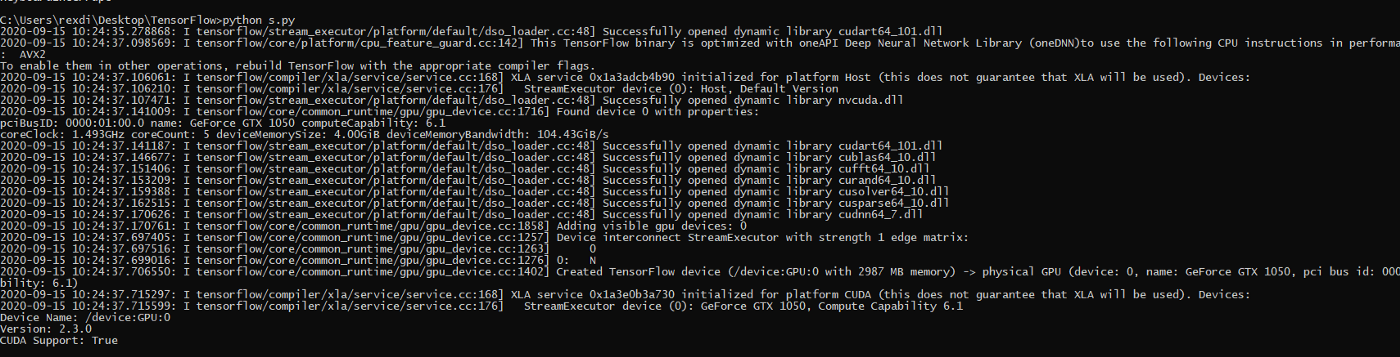 C:\Users\rexdi\Desktop\TensorFlow>python s.py
2020-09-15 10:24:35.278868: I tensorflow/stream_executor/platform/default/dso_loader.cc:48] Successfully opened dynamic library cudart64_101.dll
2020-09-15 10:24:37.098569: I tensorflow/core/platform/cpu_feature_guard.cc:142] This TensorFlow binary is optimized with oneAPI Deep Neural Network Library (oneDNN)to use the following CPU instructions in performa
:  AVX2
To enable them in other operations, rebuild TensorFlow with the appropriate compiler flags.
2020-09-15 10:24:37.106061: I tensorflow/compiler/xla/service/service.cc:168] XLA service 0x1a3adcb4b90 initialized for platform Host (this does not guarantee that XLA will be used). Devices:
2020-09-15 10:24:37.106210: I tensorflow/compiler/xla/service/service.cc:176]   StreamExecutor device (0): Host, Default Version
2020-09-15 10:24:37.107471: I tensorflow/stream_executor/platform/default/dso_loader.cc:48] Successfully opened dynamic library nvcuda.dll
2020-09-15 10:24:37.141009: I tensorflow/core/common_runtime/gpu/gpu_device.cc:1716] Found device 0 with properties:
pciBusID: 0000:01:00.0 name: GeForce GTX 1050 computeCapability: 6.1
coreClock: 1.493GHz coreCount: 5 deviceMemorySize: 4.00GiB deviceMemoryBandwidth: 104.43GiB/s
2020-09-15 10:24:37.141187: I tensorflow/stream_executor/platform/default/dso_loader.cc:48] Successfully opened dynamic library cudart64_101.dll
2020-09-15 10:24:37.146677: I tensorflow/stream_executor/platform/default/dso_loader.cc:48] Successfully opened dynamic library cublas64_10.dll
2020-09-15 10:24:37.151406: I tensorflow/stream_executor/platform/default/dso_loader.cc:48] Successfully opened dynamic library cufft64_10.dll
2020-09-15 10:24:37.153209: I tensorflow/stream_executor/platform/default/dso_loader.cc:48] Successfully opened dynamic library curand64_10.dll
2020-09-15 10:24:37.159388: I tensorflow/stream_executor/platform/default/dso_loader.cc:48] Successfully opened dynamic library cusolver64_10.dll
2020-09-15 10:24:37.162515: I tensorflow/stream_executor/platform/default/dso_loader.cc:48] Successfully opened dynamic library cusparse64_10.dll
2020-09-15 10:24:37.170626: I tensorflow/stream_executor/platform/default/dso_loader.cc:48] Successfully opened dynamic library cudnn64_7.dll
2020-09-15 10:24:37.170761: I tensorflow/core/common_runtime/gpu/gpu_device.cc:1858] Adding visible gpu devices: 0
2020-09-15 10:24:37.697405: I tensorflow/core/common_runtime/gpu/gpu_device.cc:1257] Device interconnect StreamExecutor with strength 1 edge matrix:
2020-09-15 10:24:37.697516: I tensorflow/core/common_runtime/gpu/gpu_device.cc:1263]      0
2020-09-15 10:24:37.699016: I tensorflow/core/common_runtime/gpu/gpu_device.cc:1276] 0:   N
2020-09-15 10:24:37.706550: I tensorflow/core/common_runtime/gpu/gpu_device.cc:1402] Created TensorFlow device (/device:GPU:0 with 2987 MB memory) -> physical GPU (device: 0, name: GeForce GTX 1050, pci bus id: 000
bility: 6.1)
2020-09-15 10:24:37.715297: I tensorflow/compiler/xla/service/service.cc:168] XLA service 0x1a3e0b3a730 initialized for platform CUDA (this does not guarantee that XLA will be used). Devices:
2020-09-15 10:24:37.715599: I tensorflow/compiler/xla/service/service.cc:176]   StreamExecutor device (0): GeForce GTX 1050, Compute Capability 6.1
Device Name: /device:GPU:0
Version: 2.3.0
CUDA Support: True